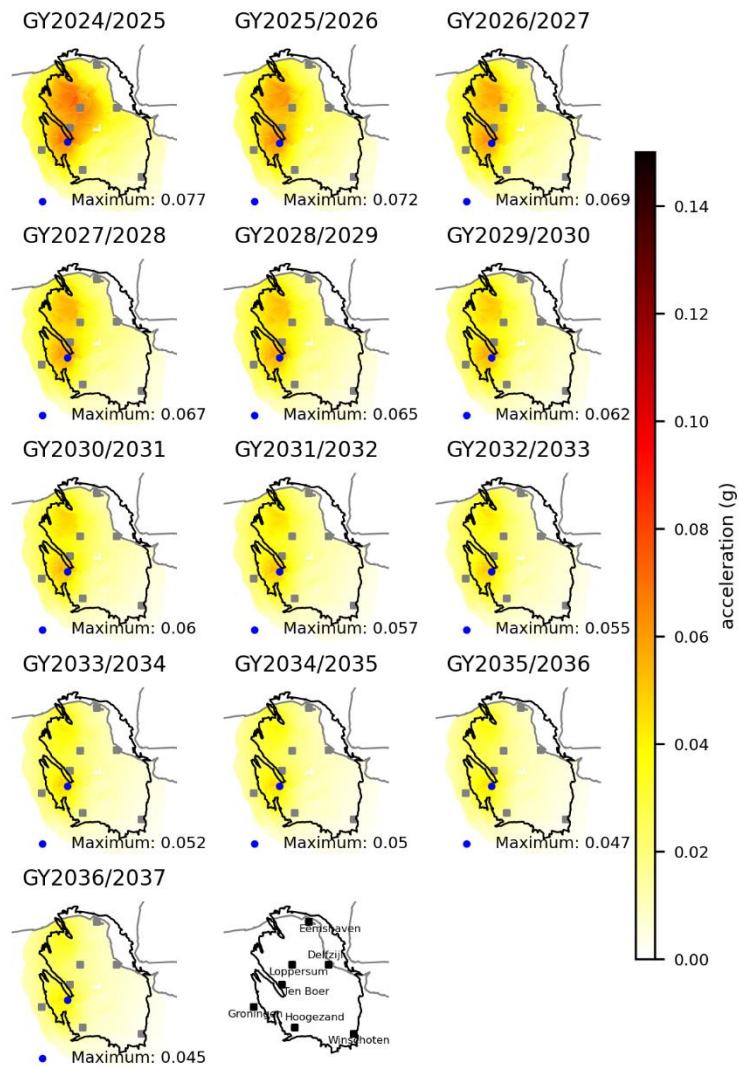 GY2024/2025 GY2025/2026 GY2026/2027
Maximum: 0.077 Maximum: 0.072 Maximum: 0.069
GY2027/2028 GY2028/2029 GY2029/2030
Maximum: 0.067 Maximum: 0.065 Maximum: 0.062
GY2030/2031 GY2031/2032 GY2032/2033
Maximum: 0.06 Maximum: 0.057 Maximum: 0.055
GY2033/2034 GY2034/2035 GY2035/2036
Maximum: 0.052 Maximum: 0.05 Maximum: 0.047
GY2036/2037
Maximum: 0.045
Eemshaven
Delfzijl
Loppersum
Ten Boer
Groningen
Hoogezand
Winschoten
0.14
0.12
0.10
0.08
0.06
0.04
0.02
0.00
acceleration (g)